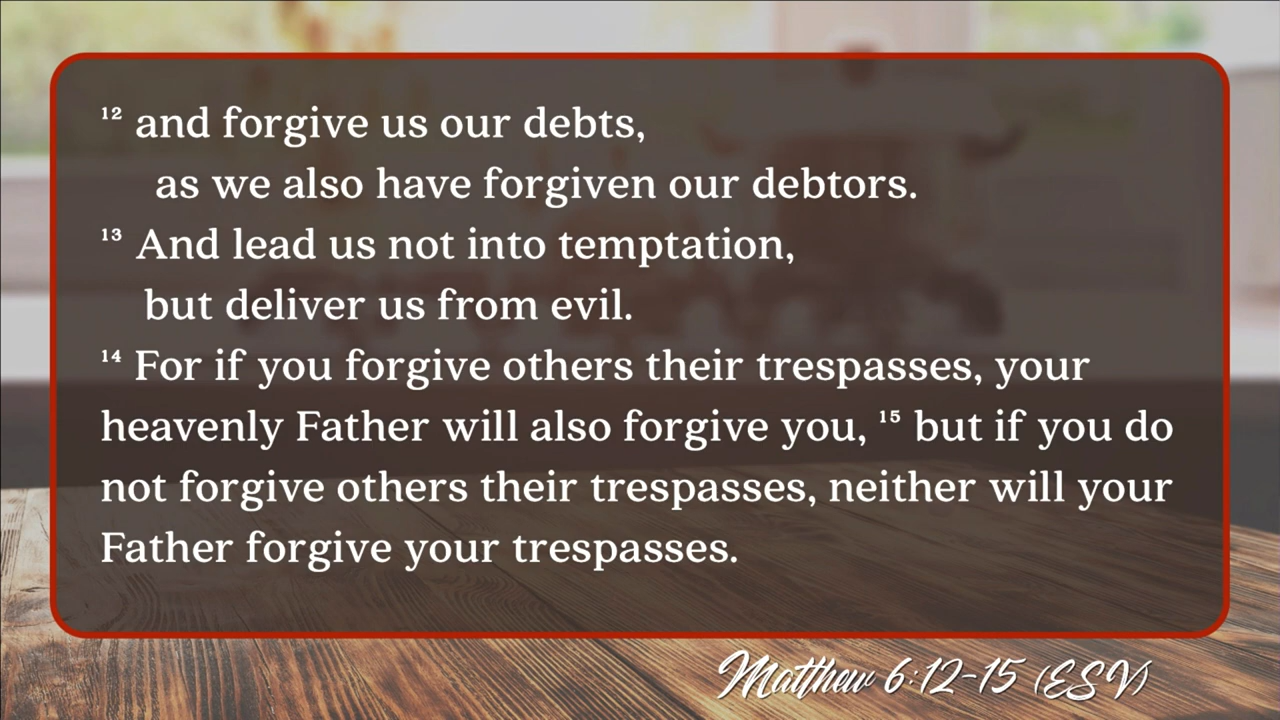 ¹² and forgive us our debts,
as we also have forgiven our debtors.
¹³ And lead us not into temptation,
but deliver us from evil.
¹⁴ For if you forgive others their trespasses, your
heavenly Father will also forgive you, ¹⁵ but if you do
not forgive others their trespasses, neither will your
Father forgive your trespasses.
Matthew 6:12-15 (ESV)